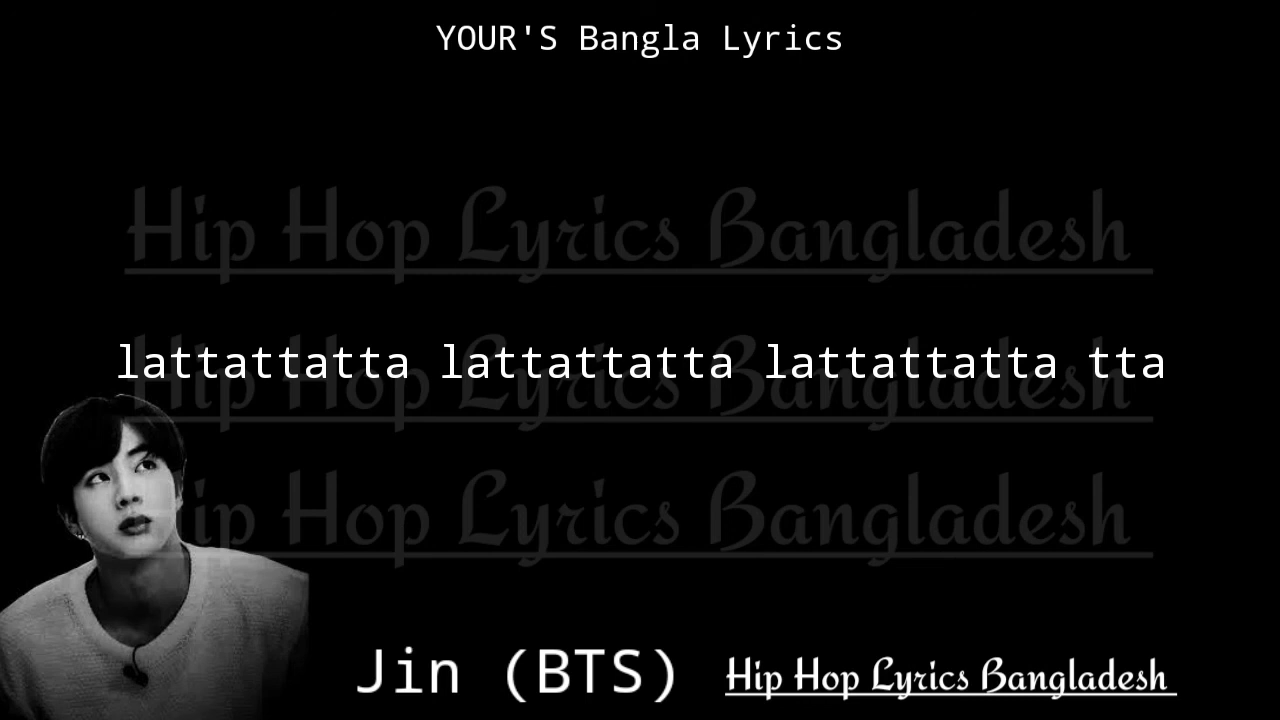 YOUR'S Bangla Lyrics
Hip Hop Lyrics Bangladesh
lattattatta lattattatta lattattatta tta
Hip Hop Lyrics Bangladesh
Hip Hop Lyrics Bangladesh
Jin (BTS) Hip Hop Lyrics Bangladesh